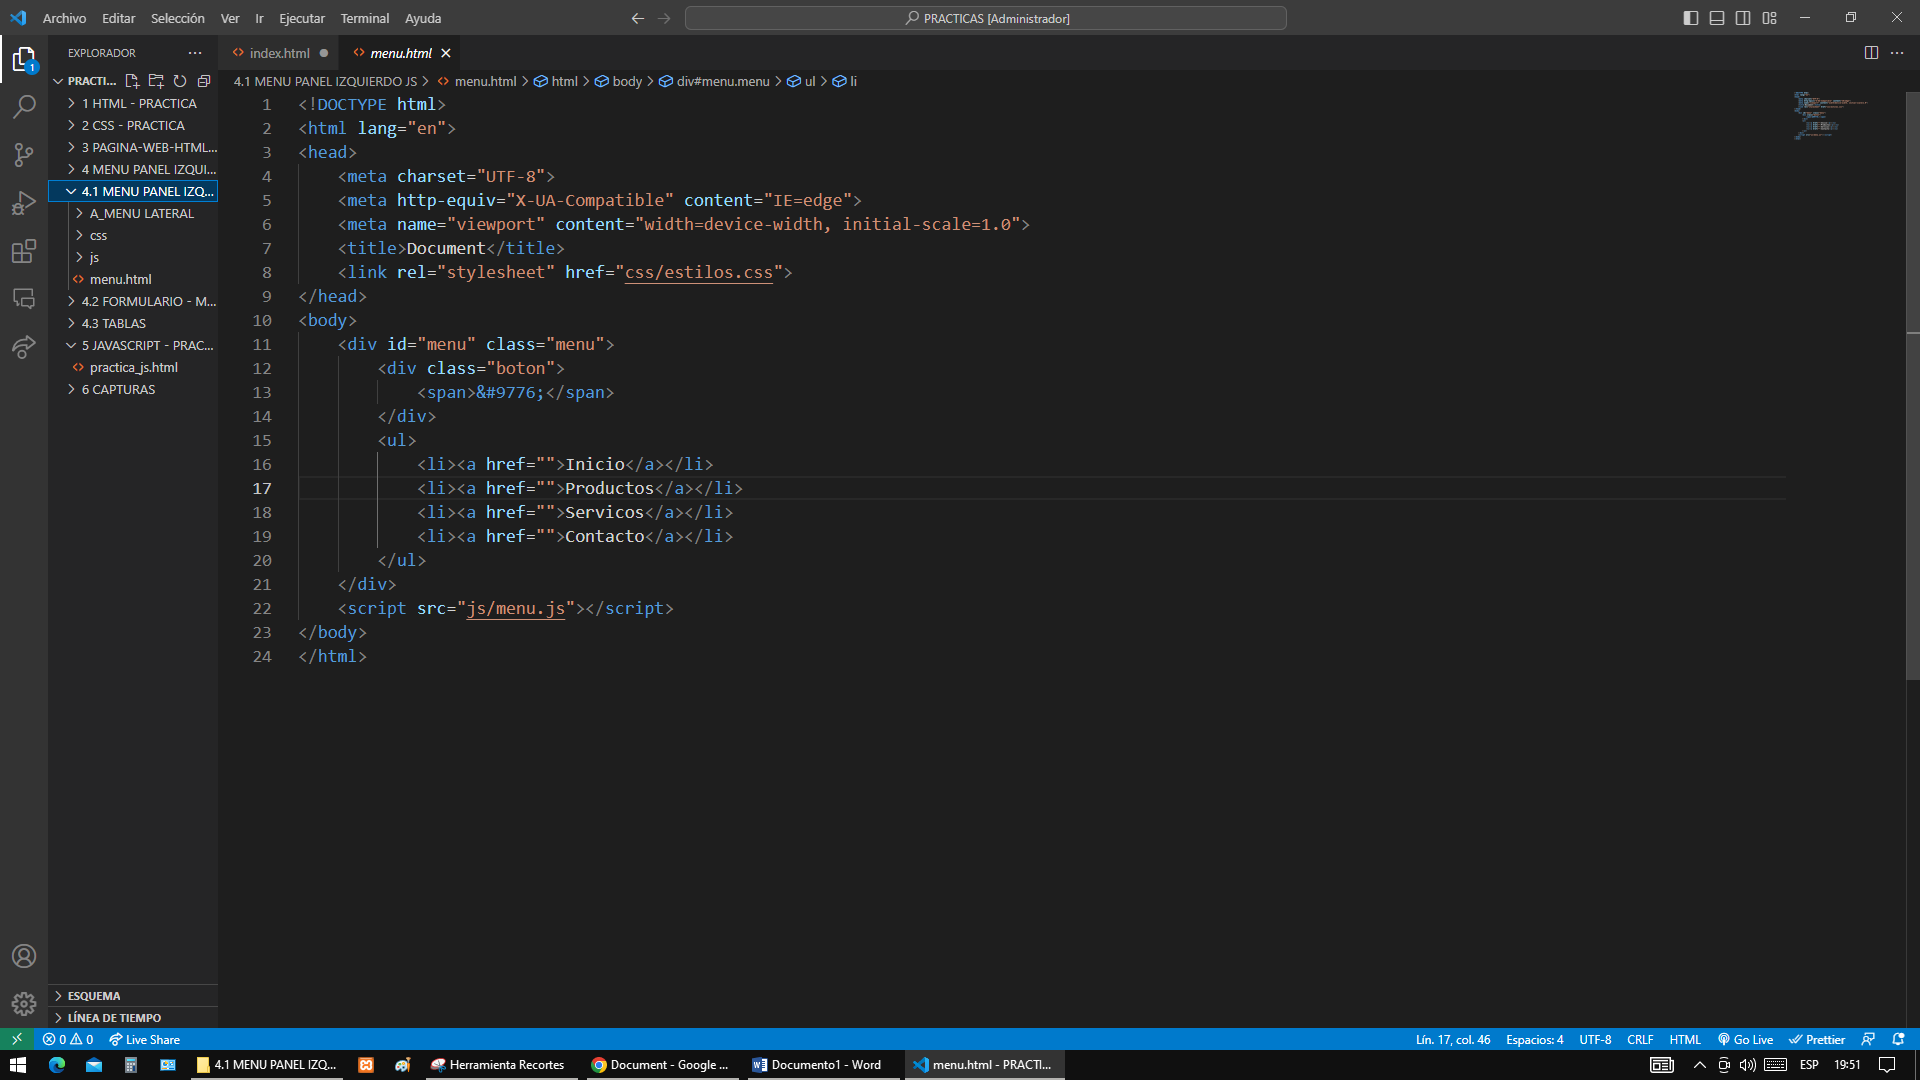 Archivo Editar Selección Ver Ir Ejecutar Terminal Ayuda
PRACTICAS [Administrador]
EXPLORADOR
index.html
menu.html
PRACTI...
4.1 MENU PANEL IZQUIERDO JS > menu.html > html > body > div#menu.menu > ul > li
1 HTML - PRACTICA
2 CSS - PRACTICA
3 PAGINA-WEB-HTML...
4 MENU PANEL IZQUI...
4.1 MENU PANEL IZQ...
A_MENU LATERAL
css
js
menu.html
4.2 FORMULARIO - M...
4.3 TABLAS
5 JAVASCRIPT - PRAC...
practica_js.html
6 CAPTURAS
1 <!DOCTYPE html>
2 <html lang="en">
3 <head>
4 <meta charset="UTF-8">
5 <meta http-equiv="X-UA-Compatible" content="IE=edge">
6 <meta name="viewport" content="width=device-width, initial-scale=1.0">
7 <title>Document</title>
8 <link rel="stylesheet" href="css/estilos.css">
9 </head>
10 <body>
11 <div id="menu" class="menu">
12 <div class="boton">
13 <span>&#9776;</span>
14 </div>
15 <ul>
16 <li><a href="">Inicio</a></li>
17 <li><a href="">Productos</a></li>
18 <li><a href="">Servicos</a></li>
19 <li><a href="">Contacto</a></li>
20 </ul>
21 </div>
22 <script src="js/menu.js"></script>
23 </body>
24 </html>
1
ESQUEMA
LÍNEA DE TIEMPO
0 0 Live Share
Lín. 17, col. 46 Espacios: 4 UTF-8 CRLF HTML Go Live Prettier
4.1 MENU PANEL IZQ... Herramienta Recortes Document - Google ... Documento1 - Word menu.html - PRACTI... ESP 19:51